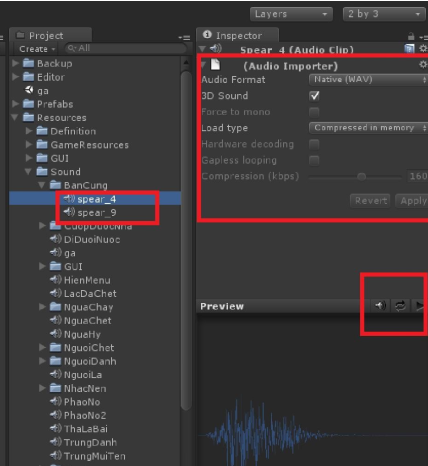 Layers 2 by 3
Project
Create All
Backup
Editor
ga
Prefabs
Resources
Definition
GameResources
GUI
Sound
BanCung
spear_4
spear_9
CuopDuocNha
DiDuoiNuoc
ga
GUI
HienMenu
LacDaChet
NguaChay
NguaChet
NguaHy
NguoiChet
NguoiDanh
NguoiLa
NhacNen
PhaoNo
PhaoNo2
ThaLaBai
TrungDanh
TrungMuiTen
Inspector
Spear_4 (Audio Clip)
(Audio Importer)
Audio Format Native (WAV)
3D Sound
Force to mono
Load type Compressed in memory
Hardware decoding
Gapless looping
Compression (kbps) 160
Revert Apply
Preview